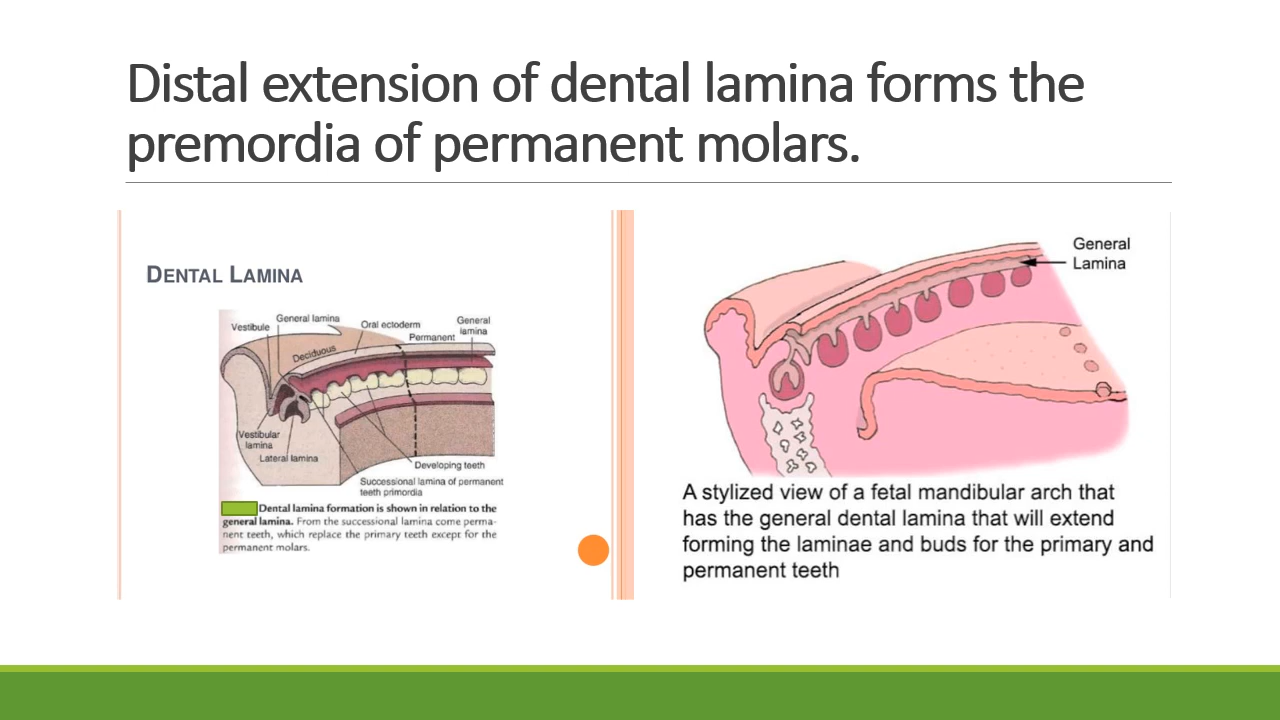 Distal extension of dental lamina forms the
premordia of permanent molars.
DENTAL LAMINA
General lamina
Vestibule
Oral ectoderm
General
lamina
Permanent
Deciduous
Vestibular
lamina
Lateral lamina
Developing teeth
Successional lamina of permanent
teeth primordia
Dental lamina formation is shown in relation to the
general lamina. From the successional lamina come perma-
nent teeth, which replace the primary teeth except for the
permanent molars.
General
Lamina
A stylized view of a fetal mandibular arch that
has the general dental lamina that will extend
forming the laminae and buds for the primary and
permanent teeth